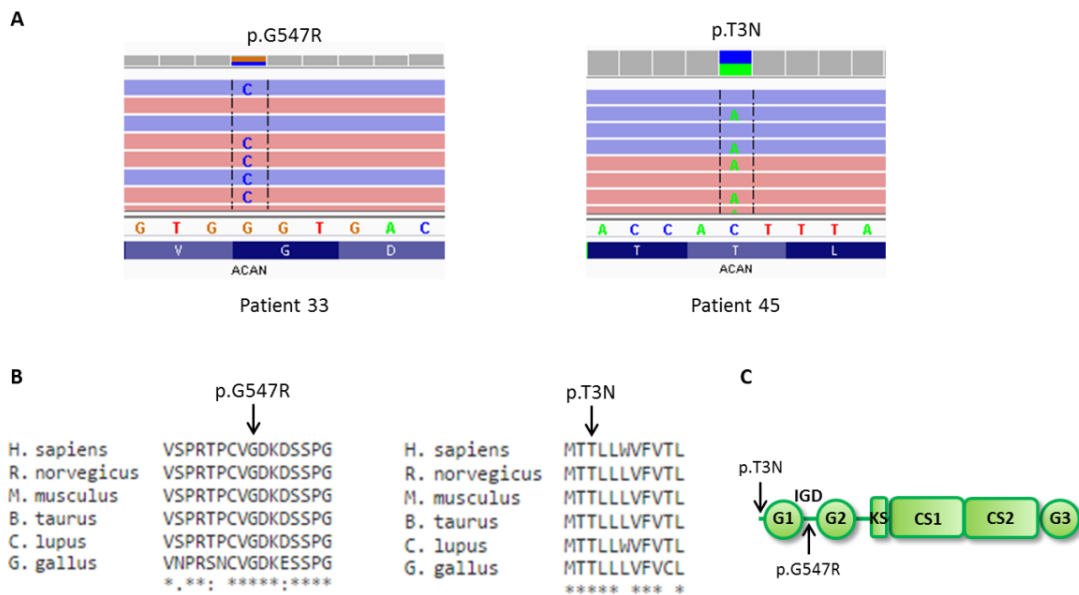 A
p.G547R
p.T3N
C
C
C
C
C
A
A
A
A
G T G G G T G A C
A C C A C T T T A
V G D
T T L
ACAN
ACAN
Patient 33
Patient 45
B
C
p.G547R
p.T3N
H. sapiens VSPRTPCVGDKDSSPG
R. norvegicus VSPRTPCVGDKDSSPG
M. musculus VSPRTPCVGDKDSSPG
B. taurus VSPRTPCVGDKDSSPG
C. lupus VSPRTPCVGDKDSSPG
G. gallus VNPRSNCVGDKESSPG
*.**: *****:****
H. sapiens MTTLLWVFVTL
R. norvegicus MTTLLLVFVTL
M. musculus MTTLLLVFVTL
B. taurus MTTLLLVFVTL
C. lupus MTTLLWVFVTL
G. gallus MTTLLLVFVCL
***** *** *
p.T3N
IGD
G1 G2 KS CS1 CS2 G3
p.G547R